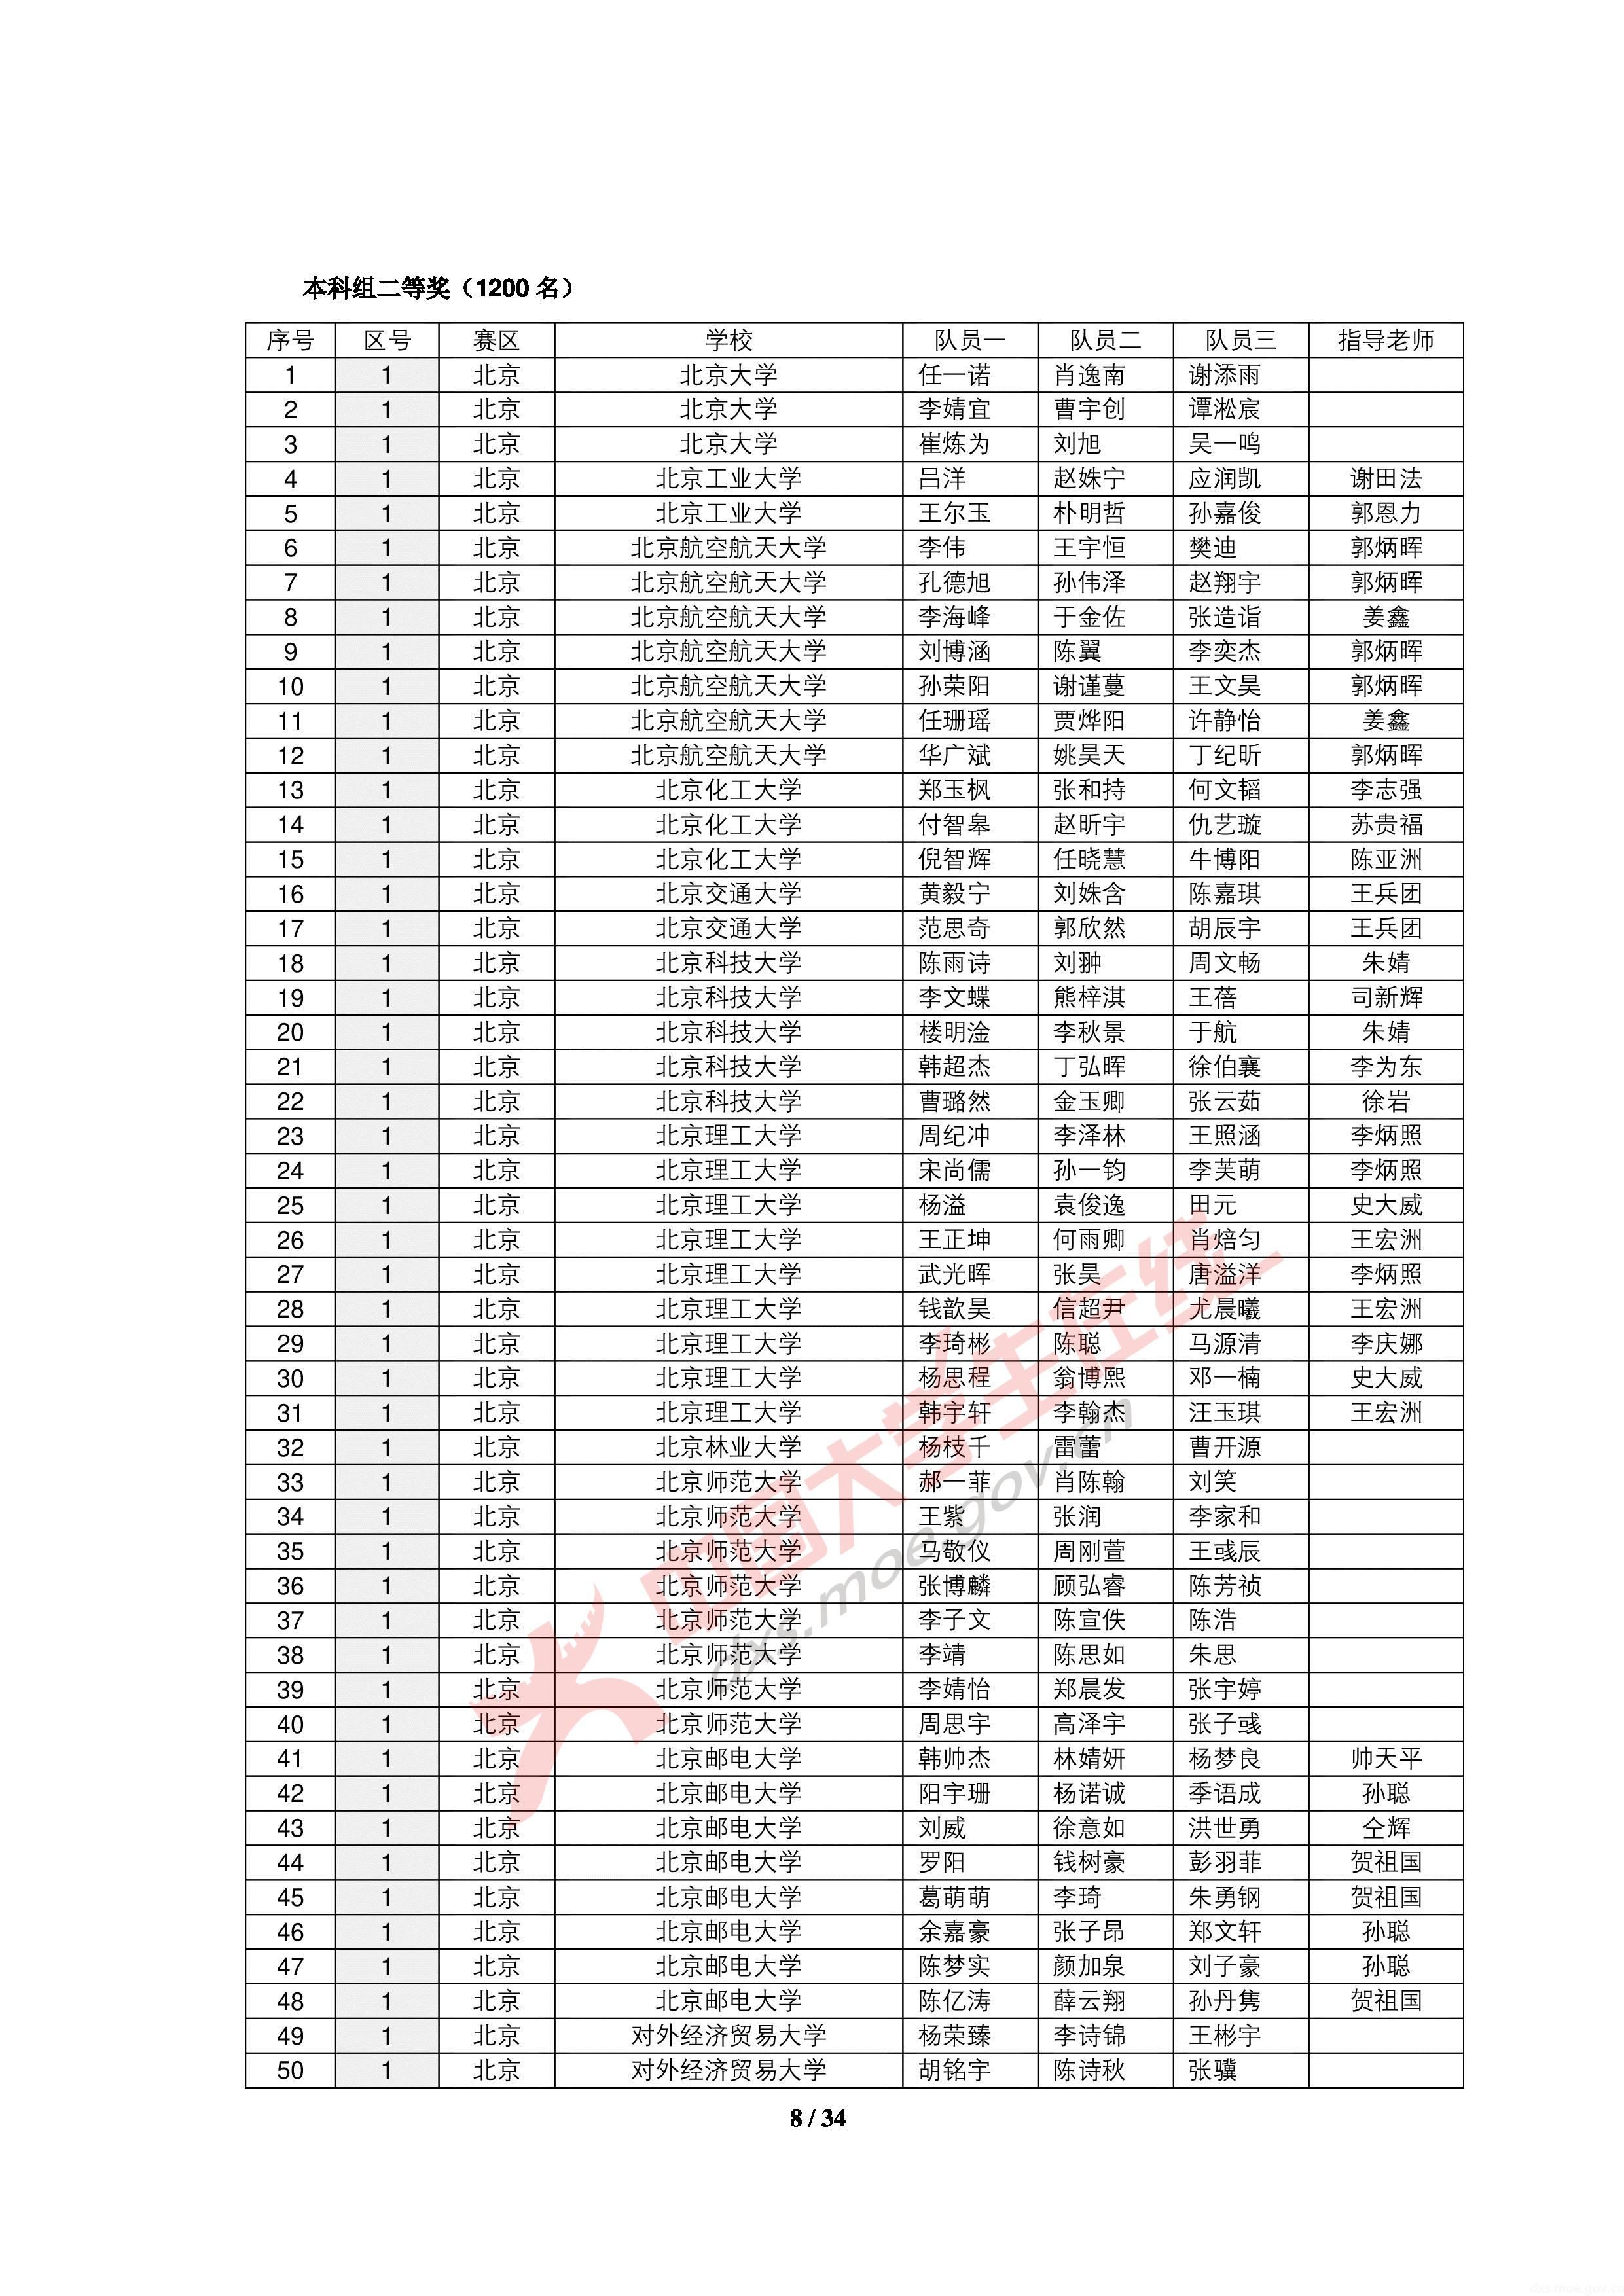 本科组二等奖（1200 名）
序号 区号 赛区 学校 队员一 队员二 队员三 指导老师
1 1 北京 北京大学 任一诺 肖逸南 谢添雨
2 1 北京 北京大学 李婧宜 曹宇创 谭淞宸
3 1 北京 北京大学 崔炼为 刘旭 吴一鸣
4 1 北京 北京工业大学 吕洋 赵姝宁 应润凯 谢田法
5 1 北京 北京工业大学 王尔玉 朴明哲 孙嘉俊 郭恩力
6 1 北京 北京航空航天大学 李伟 王宇恒 樊迪 郭炳晖
7 1 北京 北京航空航天大学 孔德旭 孙伟泽 赵翔宇 郭炳晖
8 1 北京 北京航空航天大学 李海峰 于金佐 张造诣 姜鑫
9 1 北京 北京航空航天大学 刘博涵 陈翼 李奕杰 郭炳晖
10 1 北京 北京航空航天大学 孙荣阳 谢谨蔓 王文昊 郭炳晖
11 1 北京 北京航空航天大学 任珊瑶 贾烨阳 许静怡 姜鑫
12 1 北京 北京航空航天大学 华广斌 姚昊天 丁纪昕 郭炳晖
13 1 北京 北京化工大学 郑玉枫 张和持 何文韬 李志强
14 1 北京 北京化工大学 付智皋 赵昕宇 仇艺璇 苏贵福
15 1 北京 北京化工大学 倪智辉 任晓慧 牛博阳 陈亚洲
16 1 北京 北京交通大学 黄毅宁 刘姝含 陈嘉琪 王兵团
17 1 北京 北京交通大学 范思奇 郭欣然 胡辰宇 王兵团
18 1 北京 北京科技大学 陈雨诗 刘翀 周文畅 朱婧
19 1 北京 北京科技大学 李文蝶 熊梓淇 王蓓 司新辉
20 1 北京 北京科技大学 楼明淦 李秋景 于航 朱婧
21 1 北京 北京科技大学 韩超杰 丁弘晖 徐伯襄 李为东
22 1 北京 北京科技大学 曹璐然 金玉卿 张云茹 徐岩
23 1 北京 北京理工大学 周纪冲 李泽林 王照涵 李炳照
24 1 北京 北京理工大学 宋尚儒 孙一钧 李芙萌 李炳照
25 1 北京 北京理工大学 杨溢 袁俊逸 田元 史大威
26 1 北京 北京理工大学 王正坤 何雨卿 肖焙匀 王宏洲
27 1 北京 北京理工大学 武光晖 张昊 唐溢洋 李炳照
28 1 北京 北京理工大学 钱歆昊 信超尹 尤晨曦 王宏洲
29 1 北京 北京理工大学 李琦彬 陈聪 马源清 李庆娜
30 1 北京 北京理工大学 杨思程 翁博熙 邓一楠 史大威
31 1 北京 北京理工大学 韩宇轩 李翰杰 汪玉琪 王宏洲
32 1 北京 北京林业大学 杨枝千 雷蕾 曹开源
33 1 北京 北京师范大学 郝一菲 肖陈翰 刘笑
34 1 北京 北京师范大学 王紫 张润 李家和
35 1 北京 北京师范大学 马敬仪 周刚萱 王彧辰
36 1 北京 北京师范大学 张博麟 顾弘睿 陈芳祯
37 1 北京 北京师范大学 李子文 陈宣佚 陈浩
38 1 北京 北京师范大学 李靖 陈思如 朱思
39 1 北京 北京师范大学 李婧怡 郑晨发 张宇婷
40 1 北京 北京师范大学 周思宇 高泽宇 张子彧
41 1 北京 北京邮电大学 韩帅杰 林婧妍 杨梦良 帅天平
42 1 北京 北京邮电大学 阳宇珊 杨诺诚 季语成 孙聪
43 1 北京 北京邮电大学 刘威 徐意如 洪世勇 仝辉
44 1 北京 北京邮电大学 罗阳 钱树豪 彭羽菲 贺祖国
45 1 北京 北京邮电大学 葛萌萌 李琦 朱勇钢 贺祖国
46 1 北京 北京邮电大学 余嘉豪 张子昂 郑文轩 孙聪
47 1 北京 北京邮电大学 陈梦实 颜加泉 刘子豪 孙聪
48 1 北京 北京邮电大学 陈亿涛 薛云翔 孙丹隽 贺祖国
49 1 北京 对外经济贸易大学 杨荣臻 李诗锦 王彬宇
50 1 北京 对外经济贸易大学 胡铭宇 陈诗秋 张骥
中国大学生在线
dxs.moe.gov.cn
8 / 34